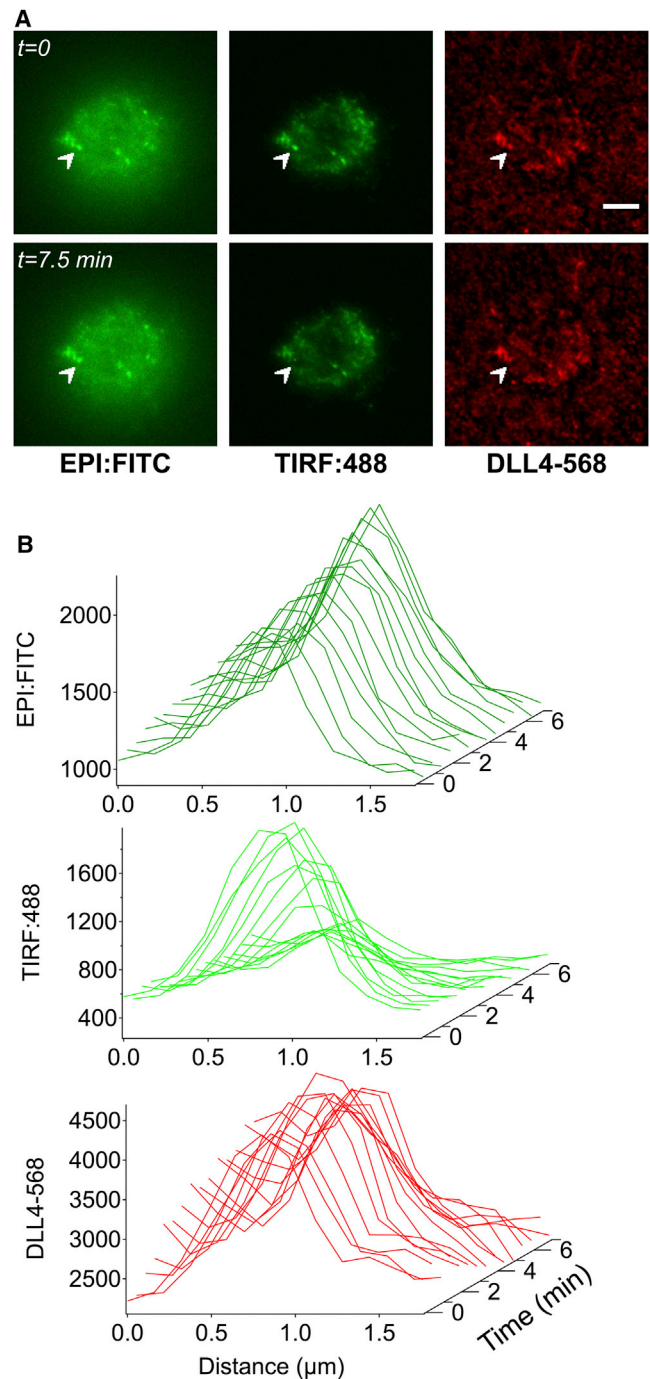 A
t=0
t=7.5 min
EPI:FITC TIRF:488 DLL4-568
B
EPI:FITC
2000
1500
1000
0.0 0.5 1.0 1.5
0 2 4 6
TIRF:488
1600
1200
800
400
0.0 0.5 1.0 1.5
0 2 4 6
DLL4-568
4500
4000
3500
3000
2500
0.0 0.5 1.0 1.5
0 2 4 6
Time (min)
Distance (µm)